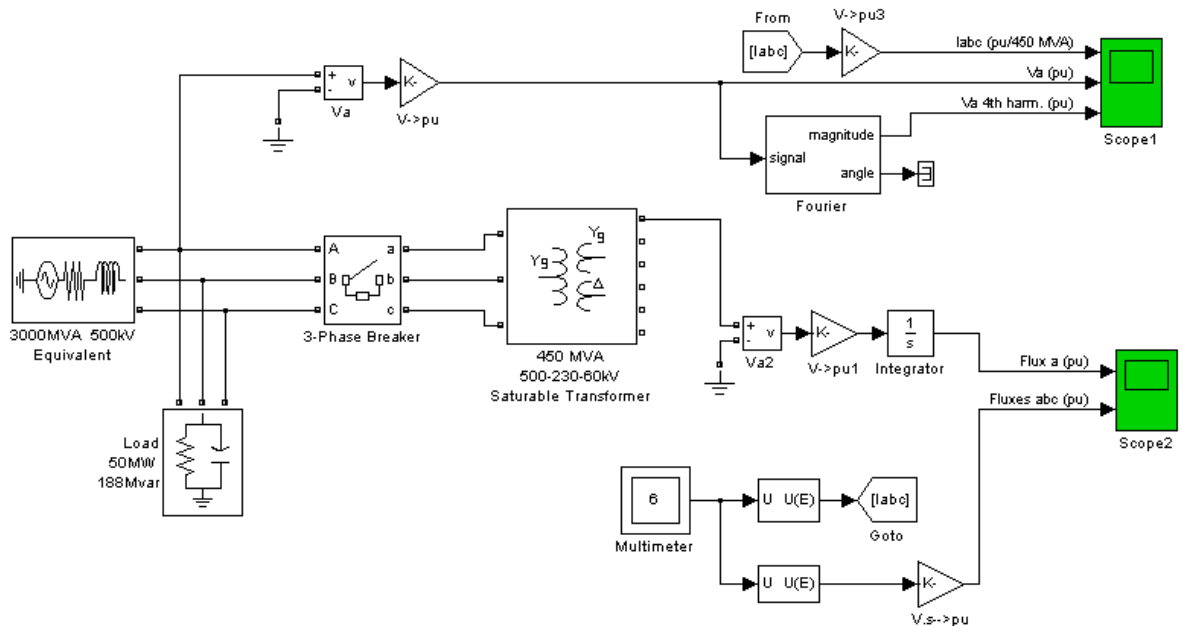 From
V->pu3
[Iabc]
K-
Iabc (pu/450 MVA)
+
-
v
Va
K-
V->pu
Va (pu)
Va 4th harm. (pu)
Scope1
signal
magnitude
angle
Fourier
3000MVA 500kV
Equivalent
A
B
C
a
b
c
3-Phase Breaker
Yg
Yg
Δ
450 MVA
500-230-60kV
Saturable Transformer
+
-
v
Va2
K-
V->pu1
1
s
Integrator
Flux a (pu)
Fluxes abc (pu)
Scope2
Load
50MW
188Mvar
6
Multimeter
U U(E)
[Iabc]
Goto
U U(E)
K-
V.s->pu